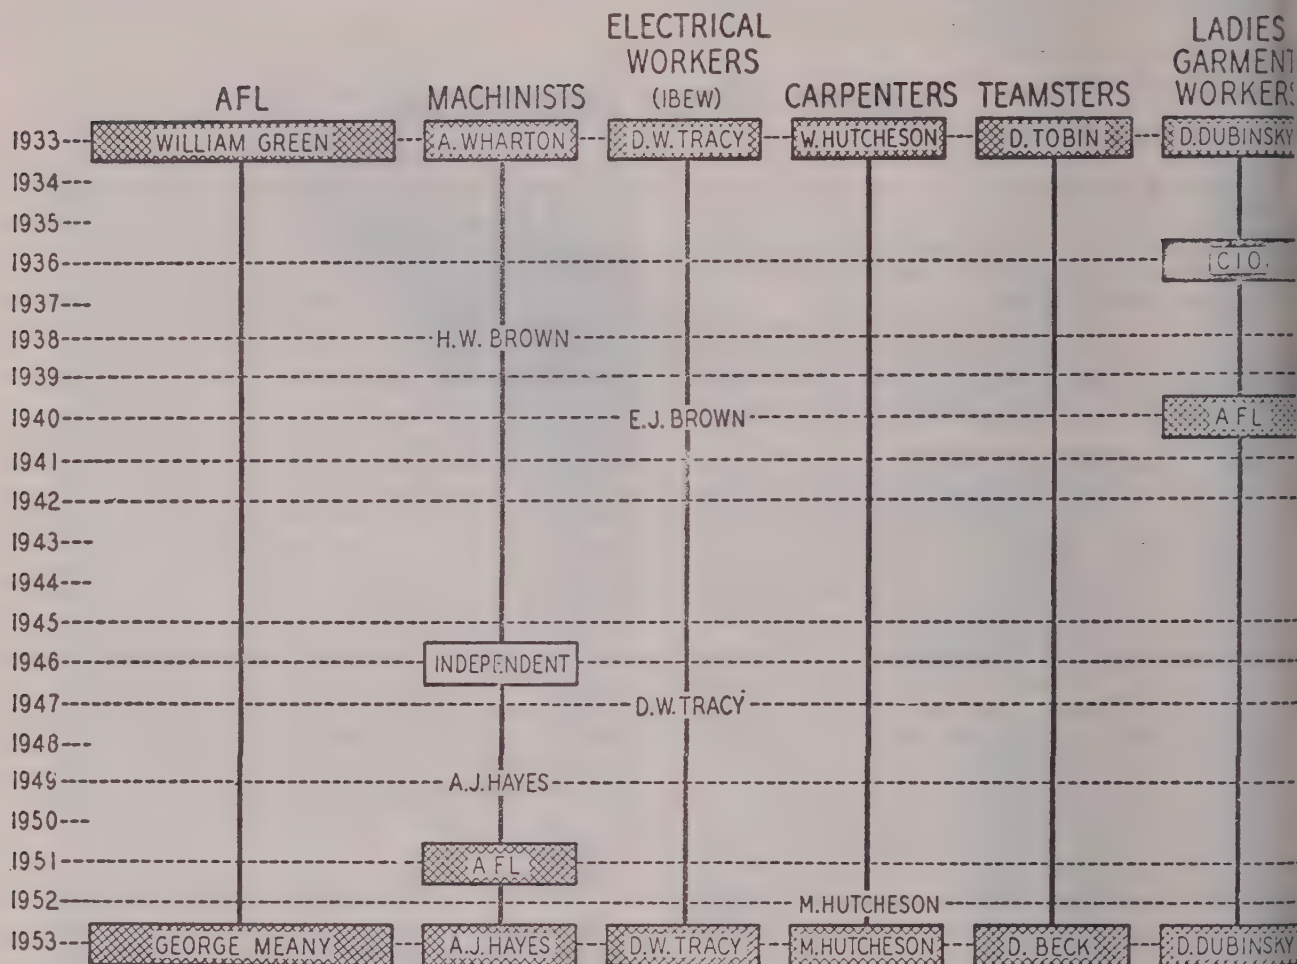 ELECTRICAL WORKERS (IBEW)
LADIES GARMENT WORKERS
AFL MACHINISTS CARPENTERS TEAMSTERS
1933 WILLIAM GREEN A. WHARTON D.W. TRACY W. HUTCHESON D. TOBIN D. DUBINSKY
1934
1935
1936 C I O.
1937
1938 H.W. BROWN
1939
1940 E.J. BROWN A F L
1941
1942
1943
1944
1945
1946 INDEPENDENT
1947 D.W. TRACY
1948
1949 A.J. HAYES
1950
1951 A F L
1952 M. HUTCHESON
1953 GEORGE MEANY A.J. HAYES D.W. TRACY M. HUTCHESON D. BECK D. DUBINSKY